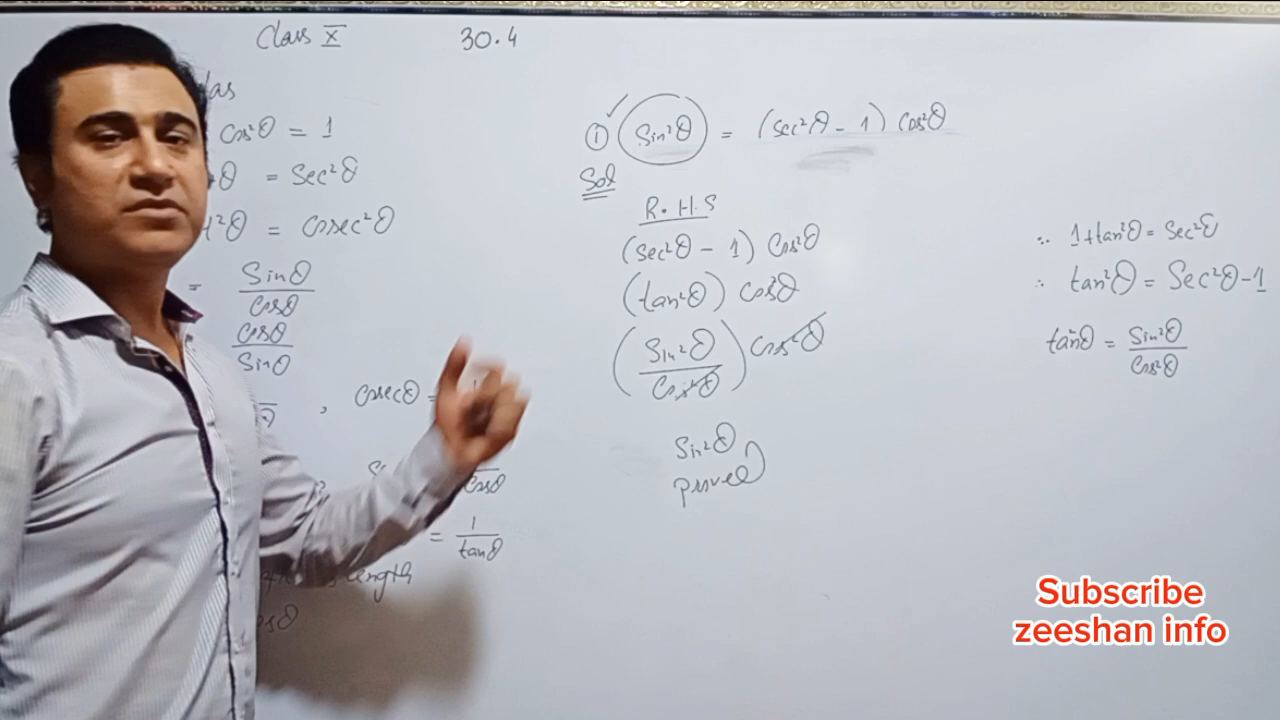 Class X 30.4
las
cos²θ = 1
θ = Sec²θ
t²θ = cosec²θ
= Sinθ / cosθ
cosθ / Sinθ
, cosecθ =
cosθ
= 1 / tanθ
length
① Sin²θ = (Sec²θ - 1) Cos²θ
Sol
R.H.S
(Sec²θ - 1) Cos²θ
(tan²θ) Cos²θ
(Sin²θ / Cos²θ) Cos²θ
Sin²θ
proved
∵ 1+tan²θ = Sec²θ
∴ tan²θ = Sec²θ-1
tan²θ = Sin²θ / Cos²θ
Subscribe
zeeshan info